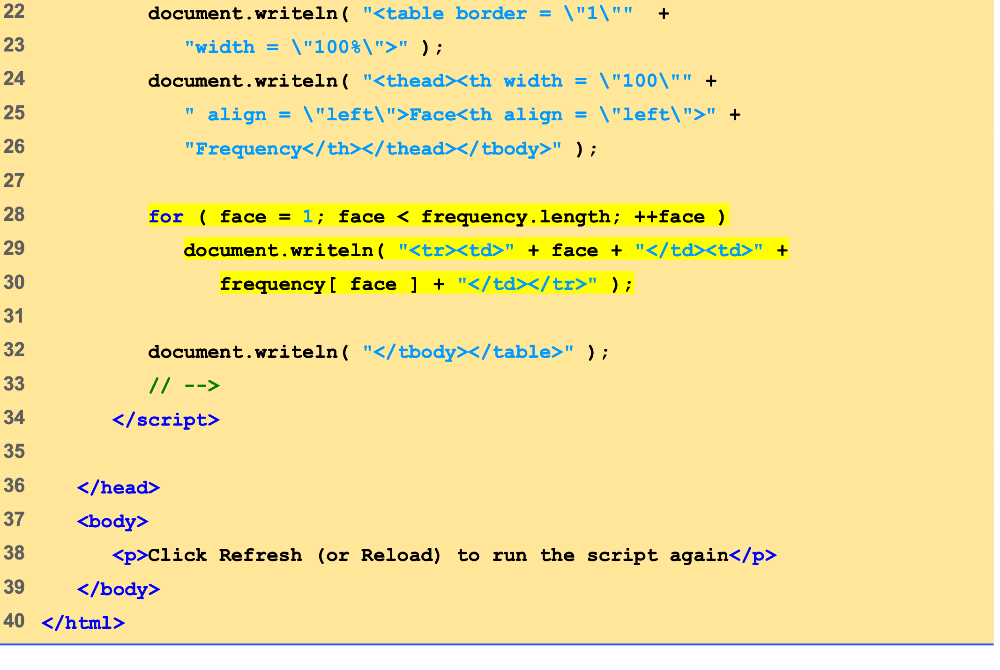 22 document.writeln( "<table border = \"1\"" +
23 "width = \"100%\">" );
24 document.writeln( "<thead><th width = \"100\"" +
25 " align = \"left\">Face<th align = \"left\">" +
26 "Frequency</th></thead></tbody>" );
27
28 for ( face = 1; face < frequency.length; ++face )
29 document.writeln( "<tr><td>" + face + "</td><td>" +
30 frequency[ face ] + "</td></tr>" );
31
32 document.writeln( "</tbody></table>" );
33 // -->
34 </script>
35
36 </head>
37 <body>
38 <p>Click Refresh (or Reload) to run the script again</p>
39 </body>
40 </html>